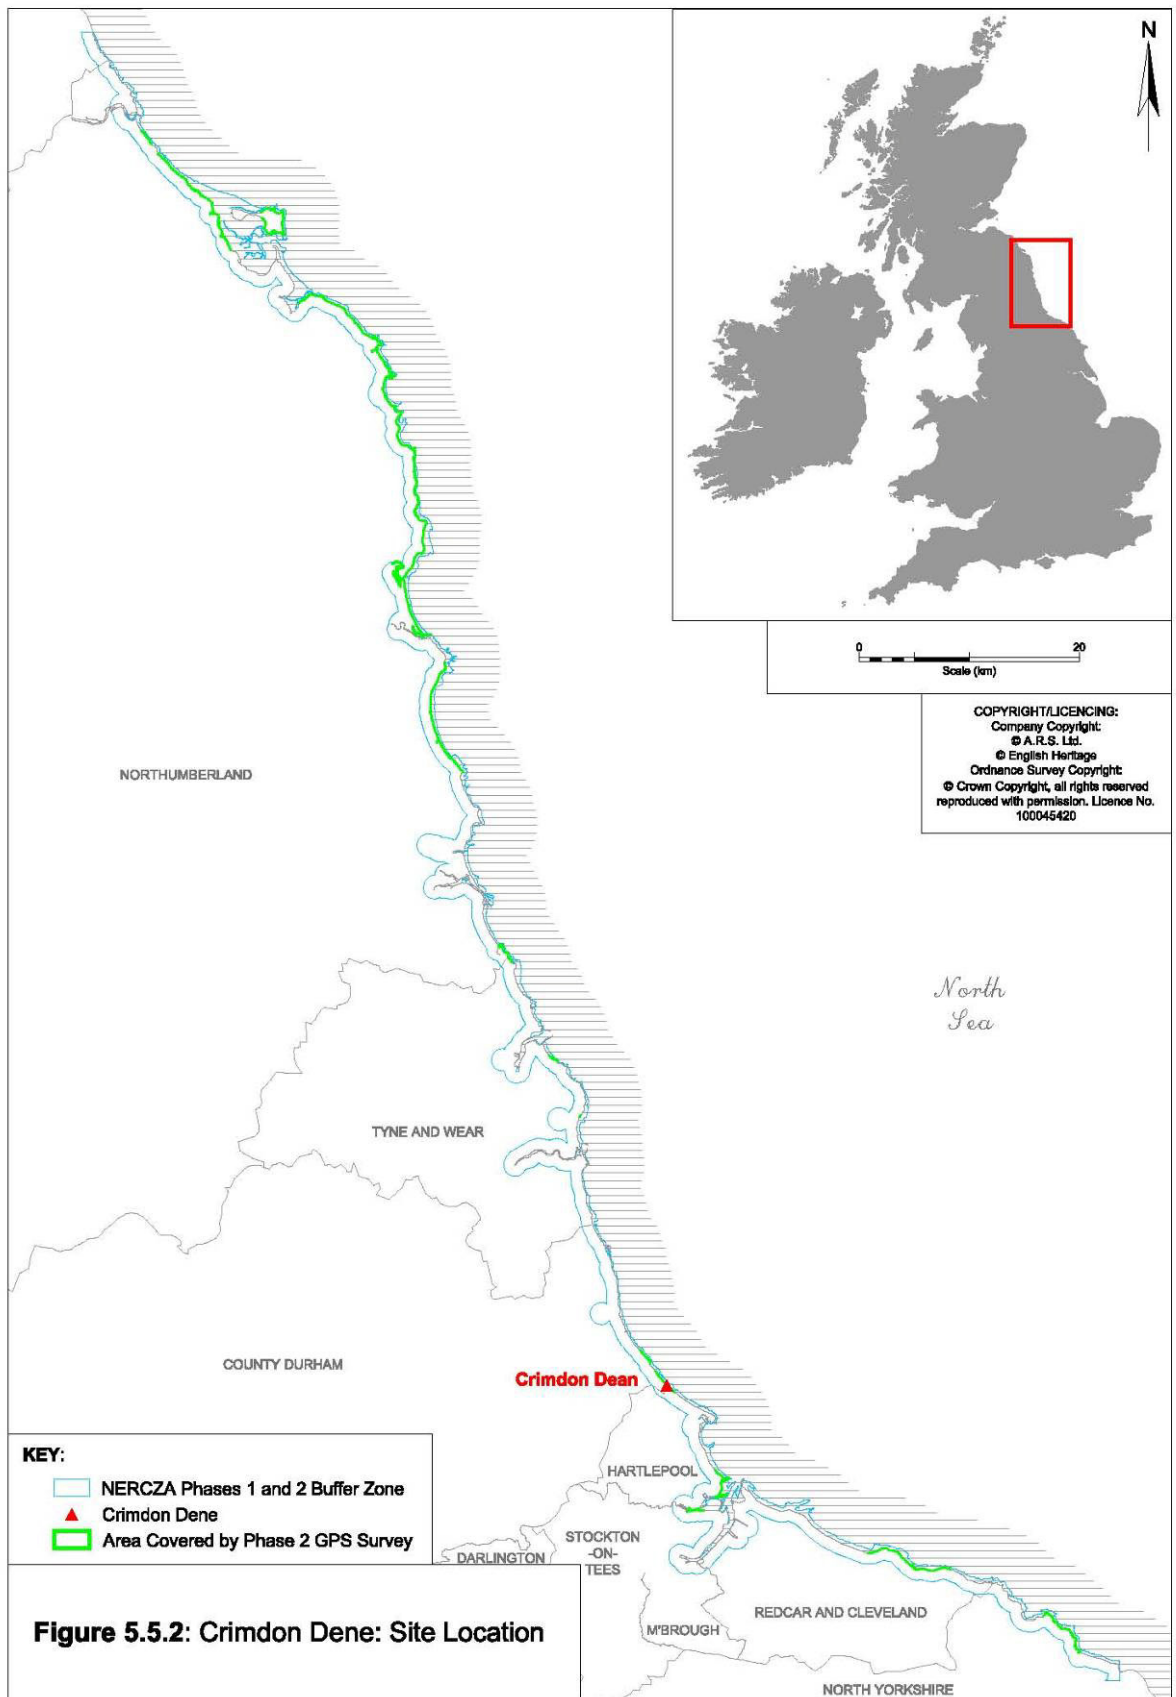 N
0 20
Scale (km)
COPYRIGHT/LICENCING:
Company Copyright:
© A.R.S. Ltd.
© English Heritage
Ordnance Survey Copyright:
© Crown Copyright, all rights reserved
reproduced with permission. Licence No.
100045420
NORTHUMBERLAND
North
Sea
TYNE AND WEAR
COUNTY DURHAM
Crimdon Dean
HARTLEPOOL
STOCKTON
-ON-
TEES
DARLINGTON
REDCAR AND CLEVELAND
M'BROUGH
NORTH YORKSHIRE
KEY:
NERCZA Phases 1 and 2 Buffer Zone
Crimdon Dene
Area Covered by Phase 2 GPS Survey
Figure 5.5.2: Crimdon Dene: Site Location